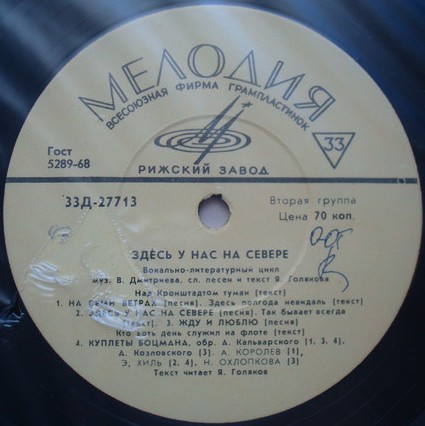 МЕЛОДИЯ
ВСЕСОЮЗНАЯ ФИРМА ГРАМПЛАСТИНОК
33
Гост
5289-68
РИЖСКИЙ ЗАВОД
33Д-27713
Вторая группа
Цена 70 коп.
ЗДЕСЬ У НАС НА СЕВЕРЕ
Вокально-литературный цикл
муз. В. Дмитриева, сл. песен и текст Я. Голякова
Над Кронштадтом туман (текст)
1. НА СЕМИ ВЕТРАХ (песня). Здесь полгода невидаль (текст)
2. ЗДЕСЬ У НАС НА СЕВЕРЕ (песня). Так бывает всегда
(текст). 3. ЖДУ И ЛЮБЛЮ (песня)
Кто хоть день служил на флоте (текст)
4. КУПЛЕТЫ БОЦМАНА, обр. А. Кальварского (1, 3, 4),
А. Козловского (3). А. КОРОЛЕВ (1),
Э. ХИЛЬ (2, 4), Н. ОХЛОПКОВА (3)
Текст читает Я. Голяков